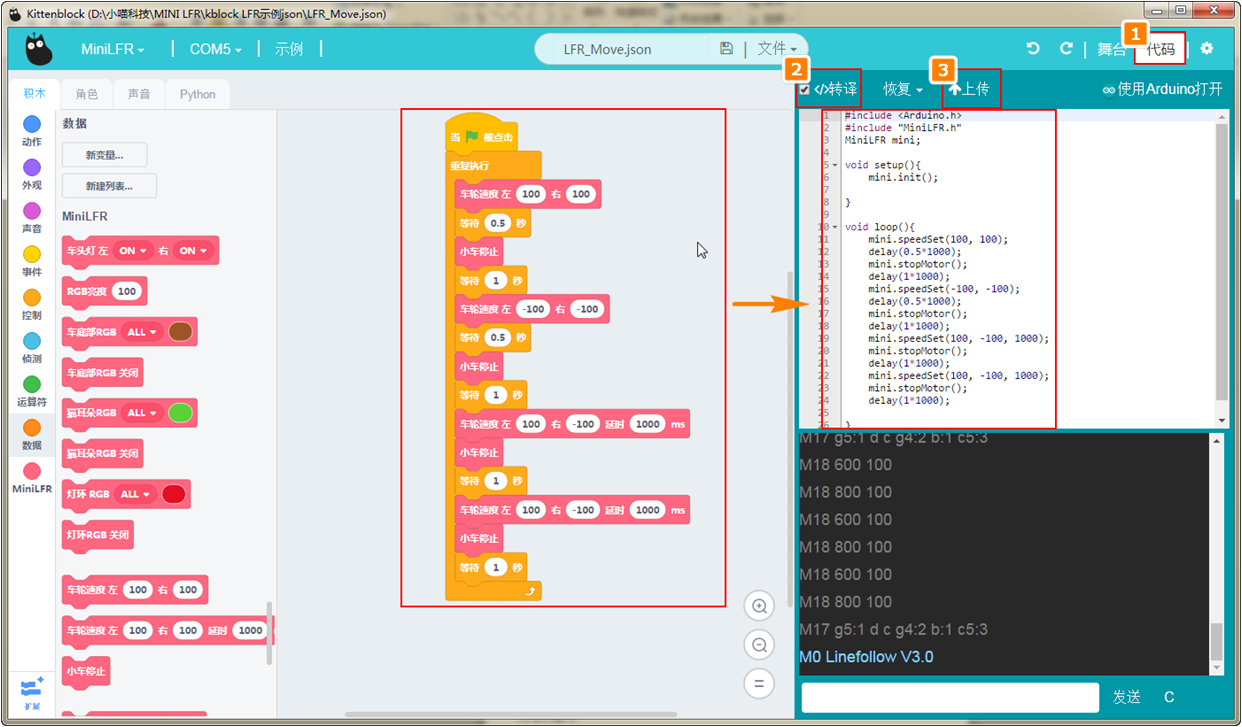 Kittenblock (D:\小喵科技\MINI LFR\kblock LFR示例json\LFR_Move.json)
MiniLFR
COM5
示例
LFR_Move.json
文件
舞台
1
代码
积木
角色
声音
Python
2
转译
恢复
3
上传
使用Arduino打开
动作
外观
声音
事件
控制
侦测
运算符
数据
MiniLFR
扩展
数据
新变量...
新建列表...
MiniLFR
车头灯 左 ON 右 ON
RGB亮度 100
车底部RGB ALL
车底部RGB 关闭
猫耳朵RGB ALL
猫耳朵RGB 关闭
灯环 RGB ALL
灯环RGB 关闭
车轮速度 左 100 右 100
车轮速度 左 100 右 100 延时 1000
小车停止
当 被点击
重复执行
车轮速度 左 100 右 100
等待 0.5 秒
小车停止
等待 1 秒
车轮速度 左 -100 右 -100
等待 0.5 秒
小车停止
等待 1 秒
车轮速度 左 100 右 -100 延时 1000 ms
小车停止
等待 1 秒
车轮速度 左 100 右 -100 延时 1000 ms
小车停止
等待 1 秒
1 #include <Arduino.h>
2 #include "MiniLFR.h"
3 MiniLFR mini;
4
5 void setup(){
6 mini.init();
7
8 }
9
10 void loop(){
11 mini.speedSet(100, 100);
12 delay(0.5*1000);
13 mini.stopMotor();
14 delay(1*1000);
15 mini.speedSet(-100, -100);
16 delay(0.5*1000);
17 mini.stopMotor();
18 delay(1*1000);
19 mini.speedSet(100, -100, 1000);
20 mini.stopMotor();
21 delay(1*1000);
22 mini.speedSet(100, -100, 1000);
23 mini.stopMotor();
24 delay(1*1000);
25
26 }
M17 g5:1 d c g4:2 b:1 c5:3
M18 600 100
M18 800 100
M18 600 100
M18 800 100
M18 600 100
M18 800 100
M17 g5:1 d c g4:2 b:1 c5:3
M0 Linefollow V3.0
发送
C